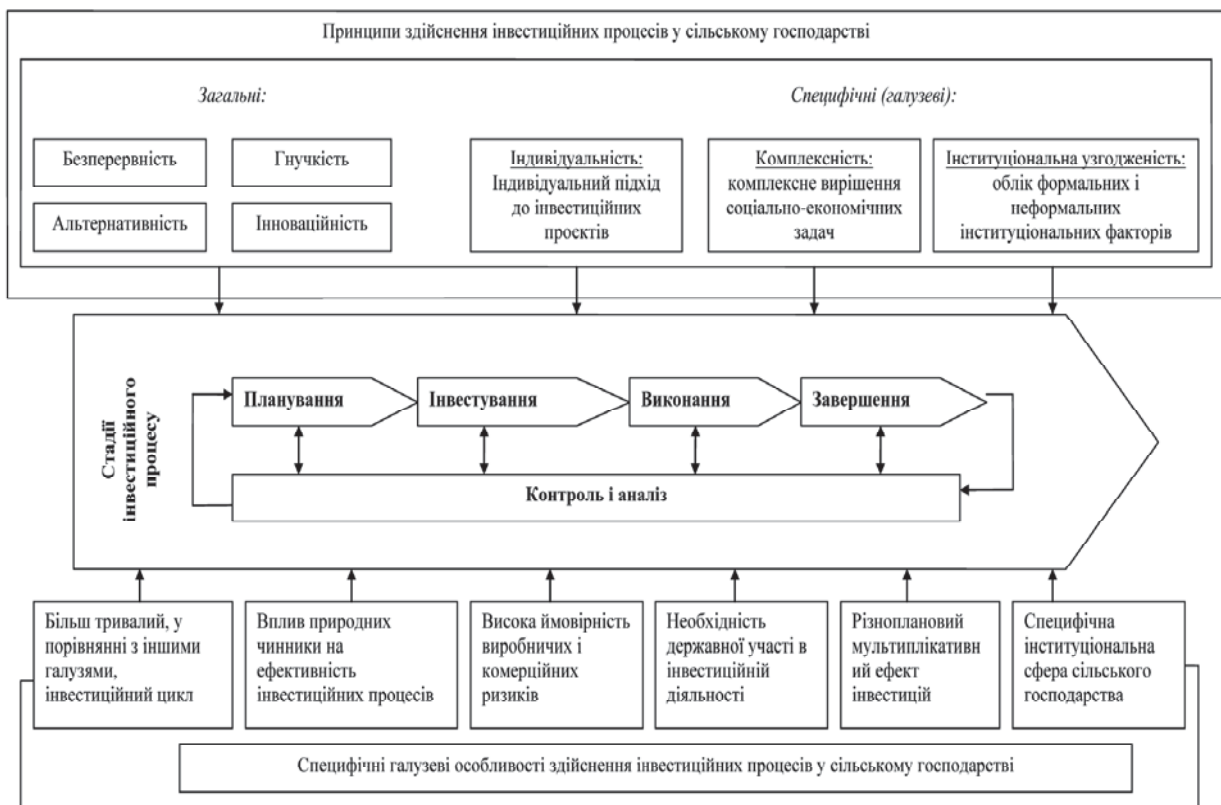 Принципи здійснення інвестиційних процесів у сільському господарстві
Загальні:
Специфічні (галузеві):
Безперервність
Гнучкість
Альтернативність
Інноваційність
Індивідуальність:
Індивідуальний підхід
до інвестиційних
проєктів
Комплексність:
комплексне вирішення
соціально-економічних
задач
Інституціональна узгодженість:
облік формальних і
неформальних
інституціональних факторів
Стадії
інвестиційного
процесу
Планування
Інвестування
Виконання
Завершення
Контроль і аналіз
Більш тривалий, у
порівнянні з іншими
галузями,
інвестиційний цикл
Вплив природних
чинники на
ефективність
інвестиційних процесів
Висока ймовірність
виробничих і
комерційних
ризиків
Необхідність
державної участі в
інвестиційній
діяльності
Різноплановий
мультиплікативн
ий ефект
інвестицій
Специфічна
інституціональна
сфера сільського
господарства
Специфічні галузеві особливості здійснення інвестиційних процесів у сільському господарстві